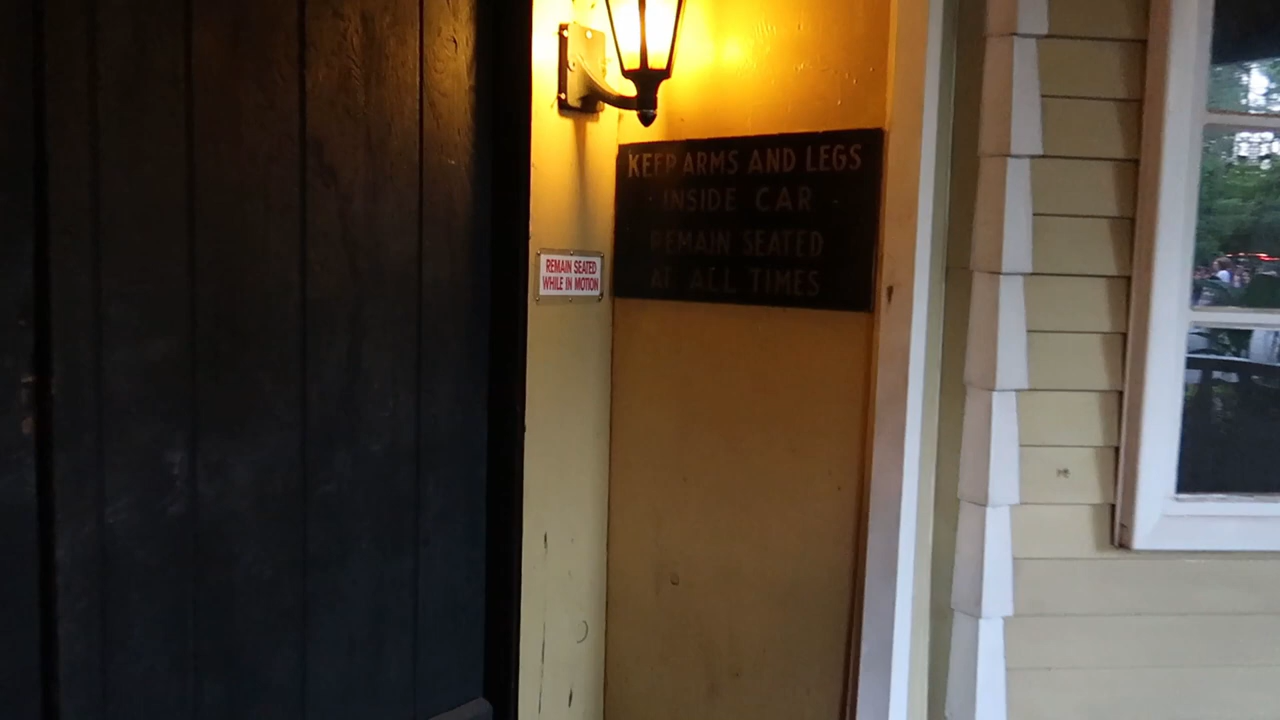 KEEP ARMS AND LEGS
INSIDE CAR
REMAIN SEATED
AT ALL TIMES
REMAIN SEATED
WHILE IN MOTION